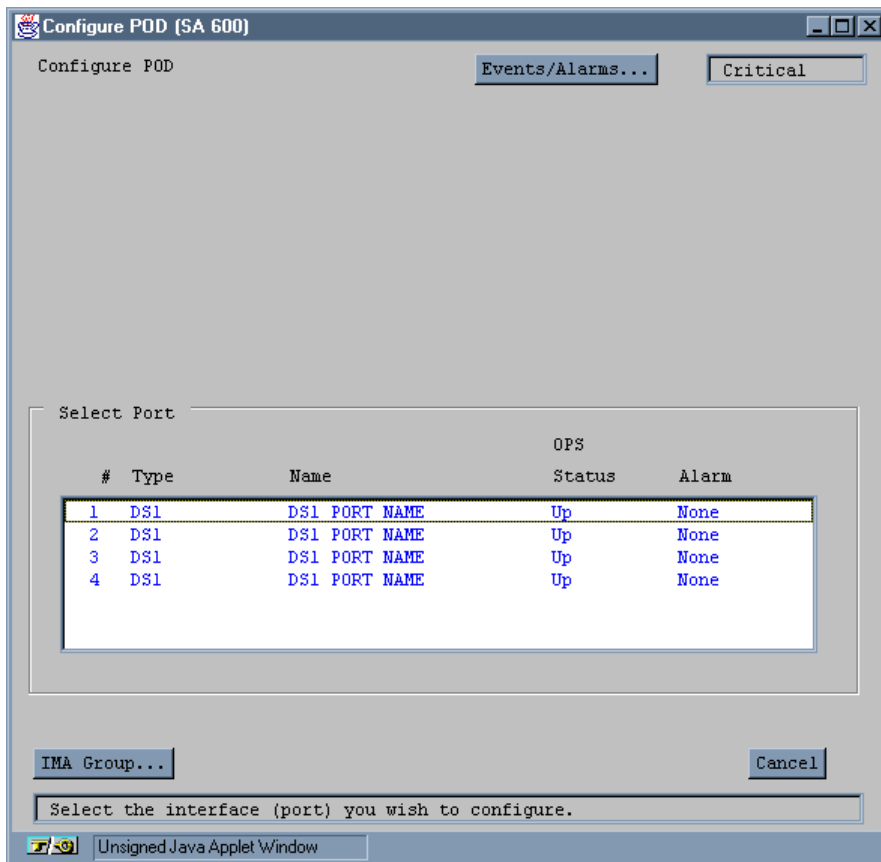 Configure POD (SA 600)
Configure POD Events/Alarms... Critical
Select Port
OPS
# Type Name Status Alarm
1 DS1 DS1 PORT NAME Up None
2 DS1 DS1 PORT NAME Up None
3 DS1 DS1 PORT NAME Up None
4 DS1 DS1 PORT NAME Up None
IMA Group... Cancel
Select the interface (port) you wish to configure.
Unsigned Java Applet Window